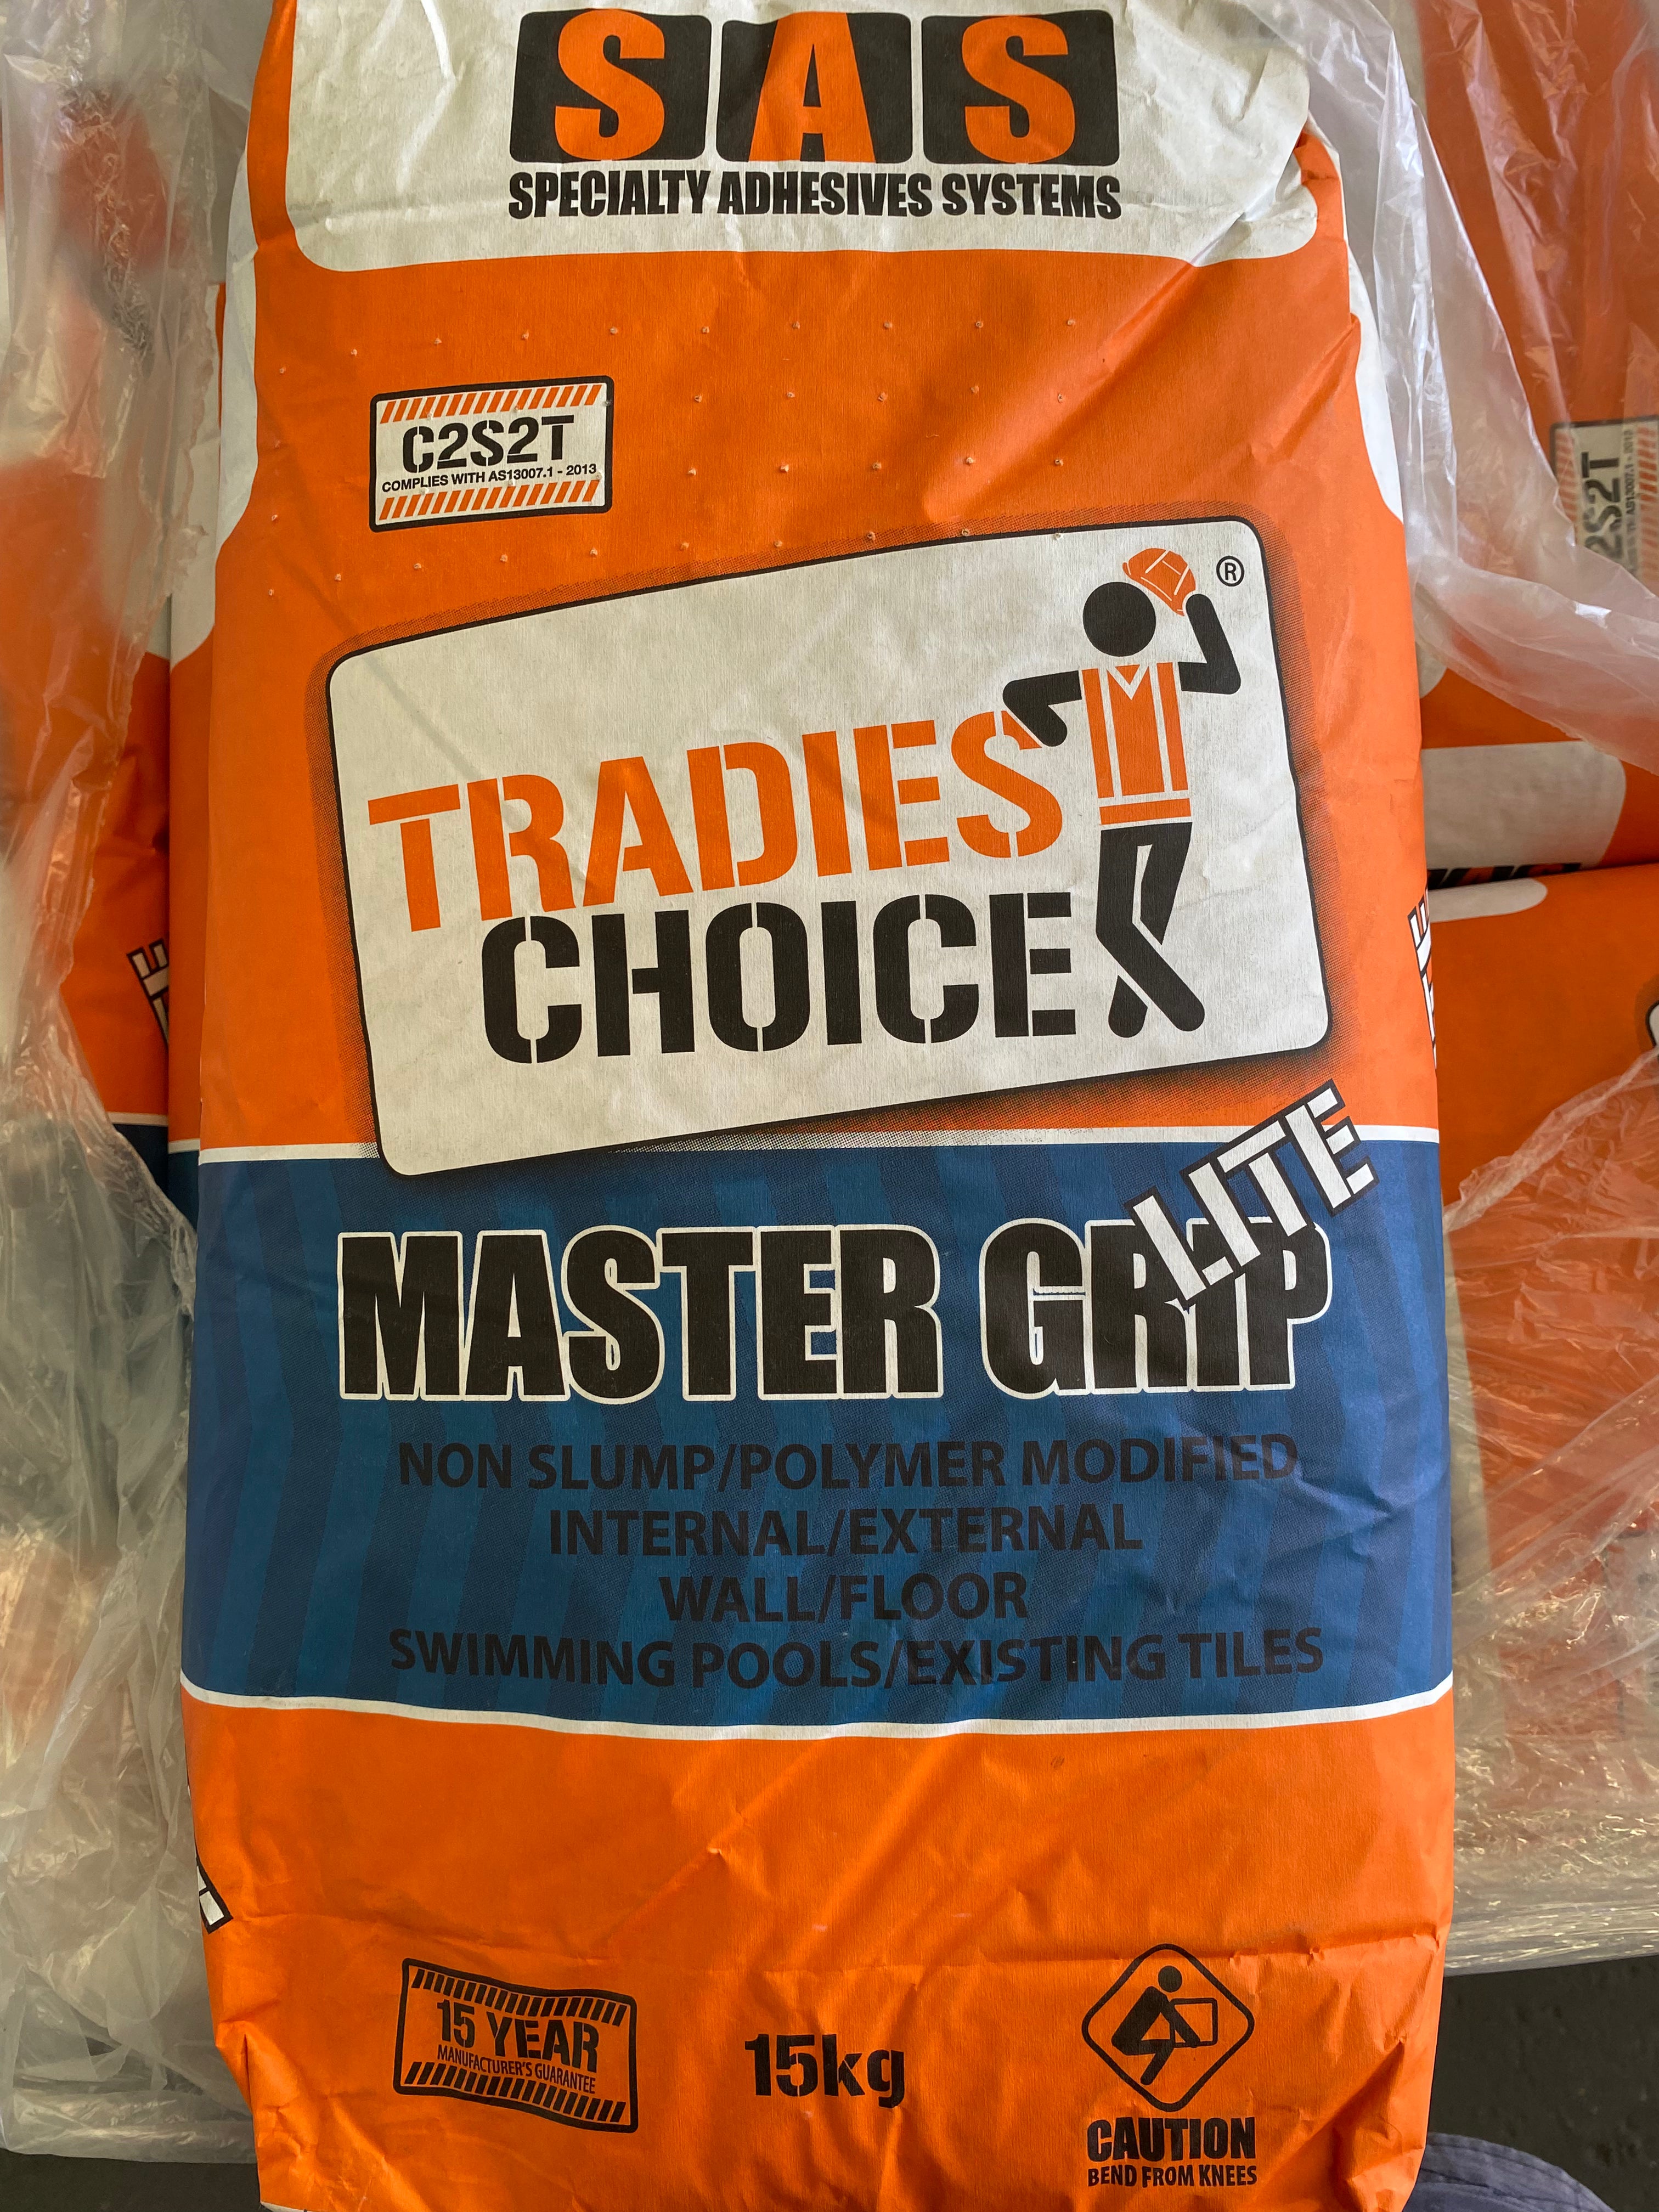 SAS
SPECIALTY ADHESIVES SYSTEMS
C2S2T
COMPLIES WITH AS13007.1 - 2013
2S2T
®
TRADIES
CHOICE
LITE
MASTER GRIP
NON SLUMP/POLYMER MODIFIED
INTERNAL/EXTERNAL
WALL/FLOOR
SWIMMING POOLS/EXISTING TILES
15 YEAR
MANUFACTURER'S GUARANTEE
15kg
CAUTION
BEND FROM KNEES